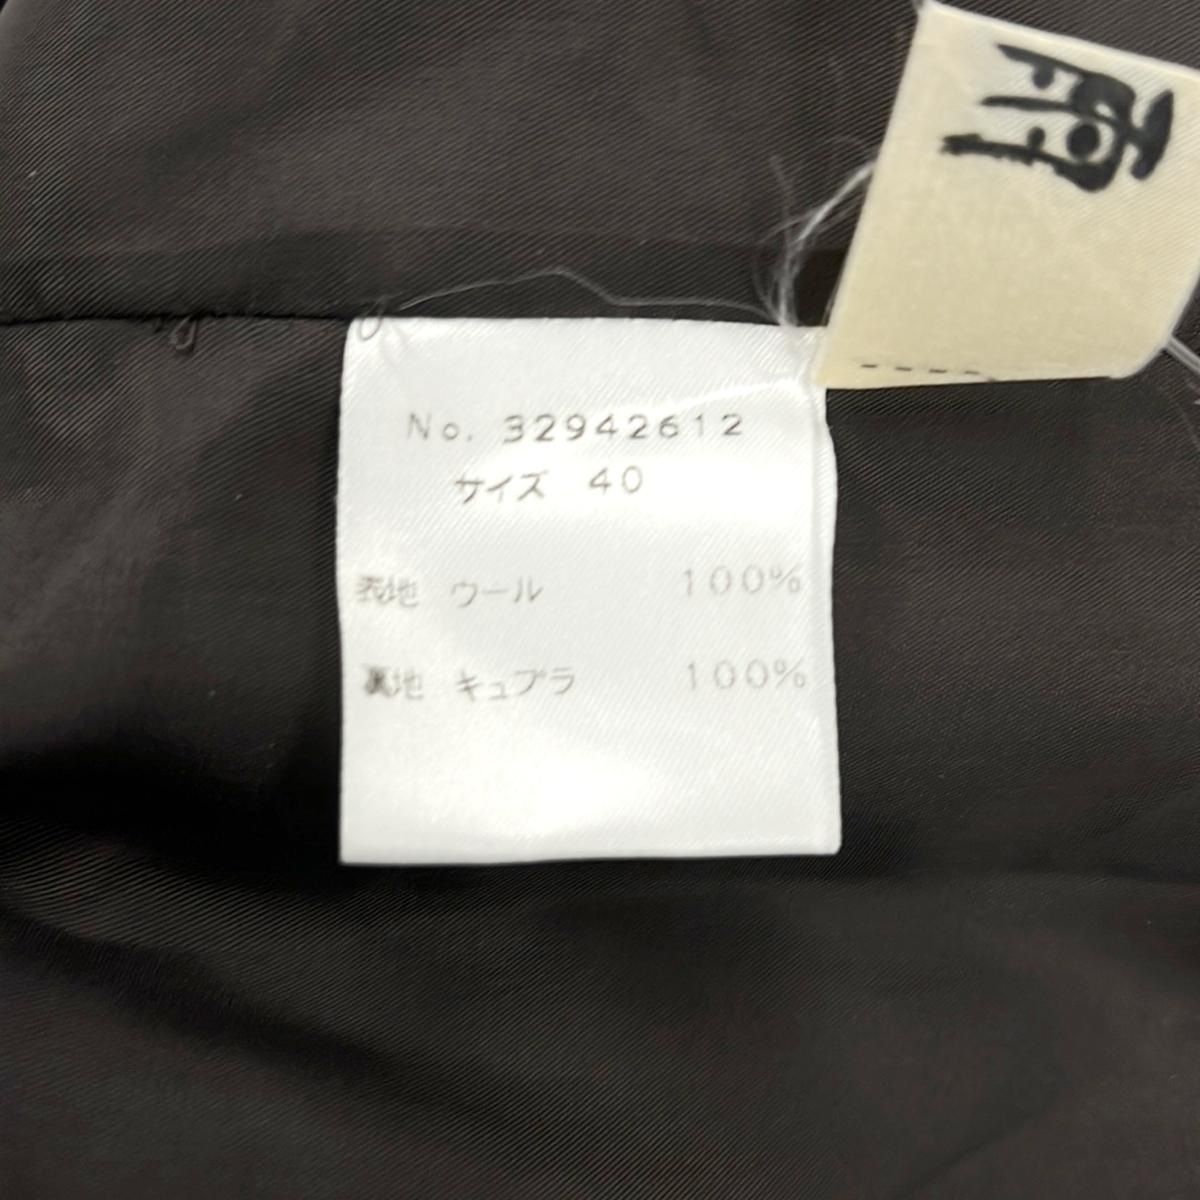 No. 32942612
サイズ 40
表地 ウール 100%
裏地 キュプラ 100%